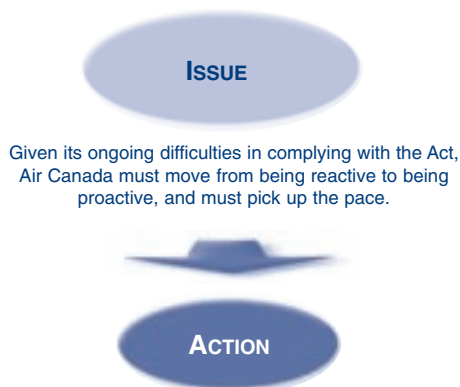 ISSUE
Given its ongoing difficulties in complying with the Act,
Air Canada must move from being reactive to being
proactive, and must pick up the pace.
ACTION